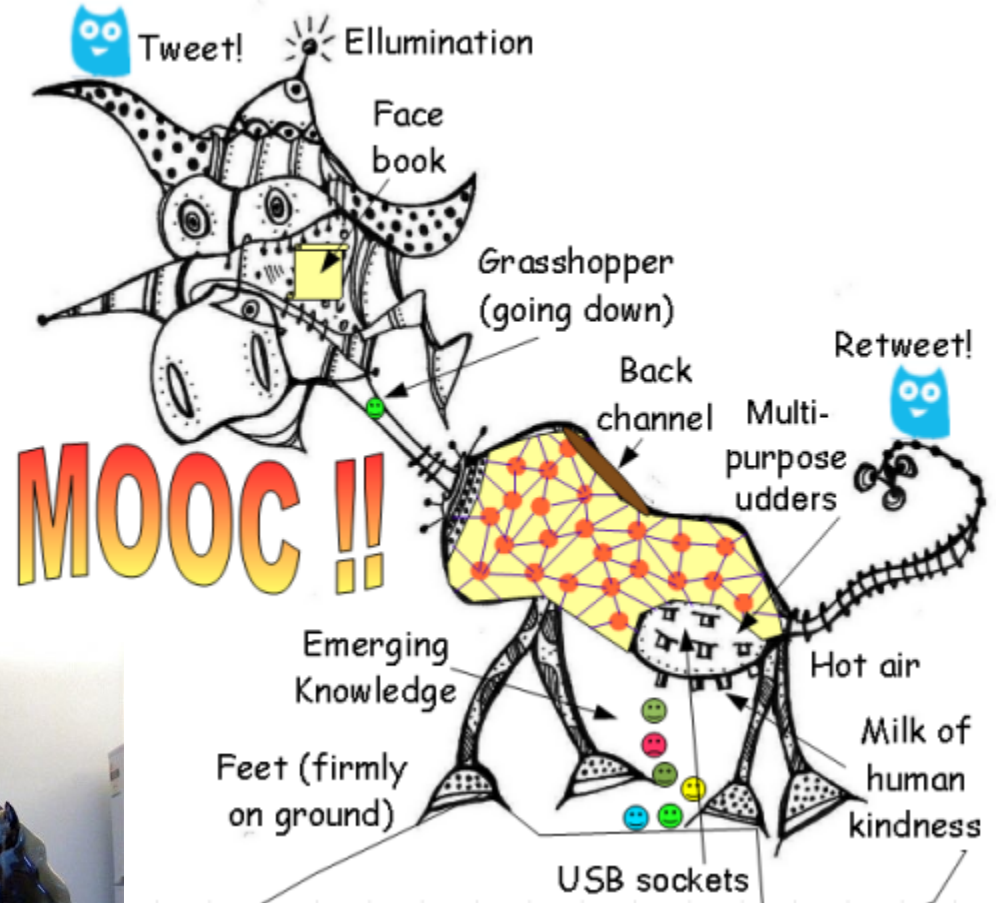 Tweet!
Ellumination
Face
book
Grasshopper
(going down)
Retweet!
Back
channel
Multi-
purpose
udders
MOOC !!
Emerging
Knowledge
Hot air
Feet (firmly
on ground)
Milk of
human
kindness
USB sockets